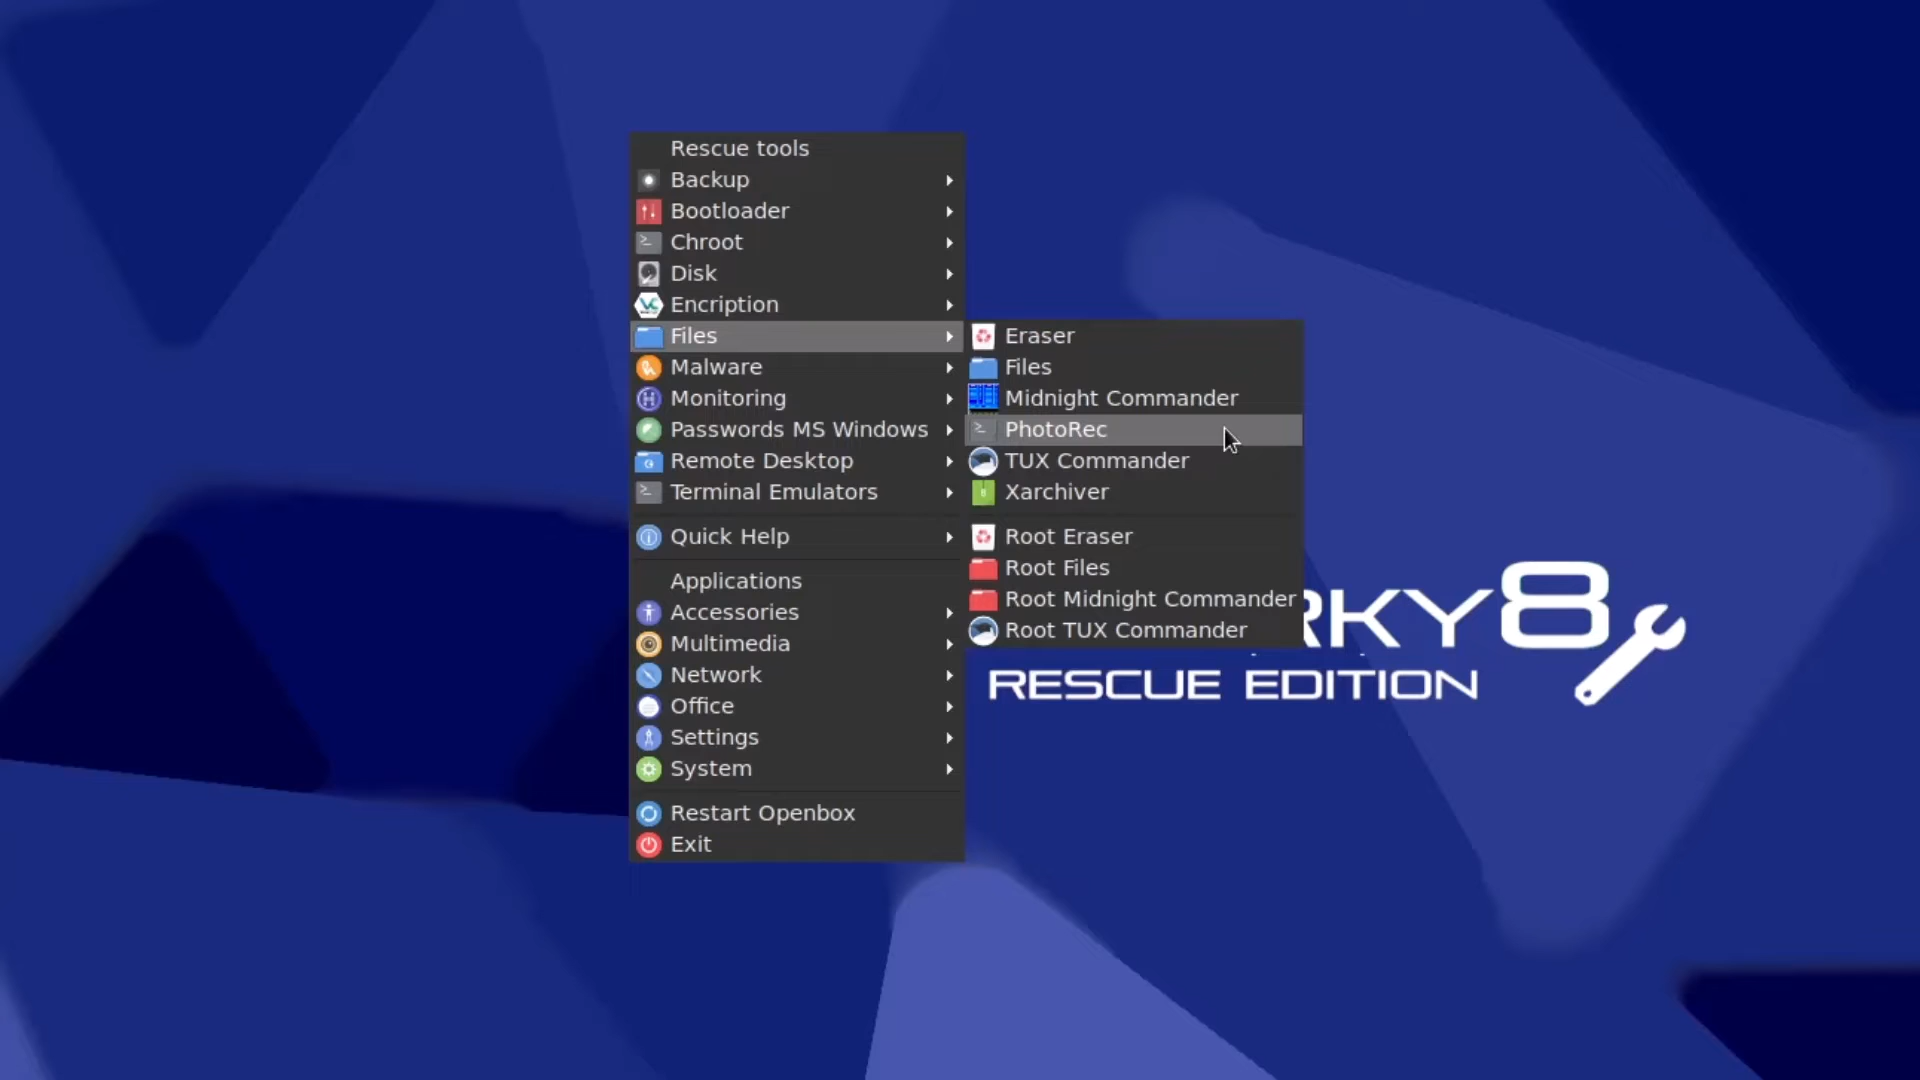 Rescue tools
Backup
Bootloader
Chroot
Disk
Encription
Files
Malware
Monitoring
Passwords MS Windows
Remote Desktop
Terminal Emulators
Quick Help
Applications
Accessories
Multimedia
Network
Office
Settings
System
Restart Openbox
Exit
Eraser
Files
Midnight Commander
PhotoRec
TUX Commander
Xarchiver
Root Eraser
Root Files
Root Midnight Commander
Root TUX Commander
RKY8
RESCUE EDITION